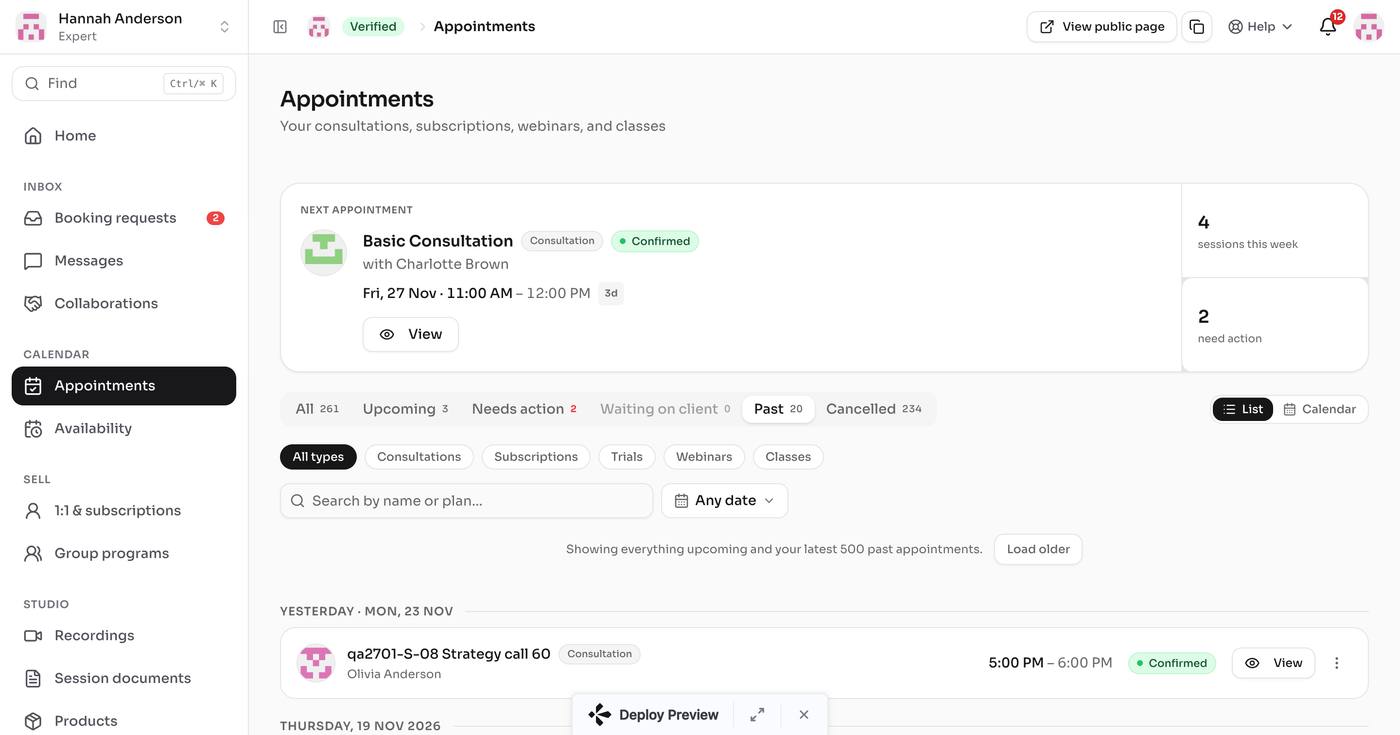 Hannah Anderson
Expert
Verified
Appointments
View public page
Help
12
Find
Ctrl/⌘ K
Home
INBOX
Booking requests 2
Messages
Collaborations
CALENDAR
Appointments
Availability
SELL
1:1 & subscriptions
Group programs
STUDIO
Recordings
Session documents
Products
Appointments
Your consultations, subscriptions, webinars, and classes
NEXT APPOINTMENT
Basic Consultation Consultation Confirmed
with Charlotte Brown
Fri, 27 Nov · 11:00 AM – 12:00 PM 3d
View
4
sessions this week
2
need action
All 261 Upcoming 3 Needs action 2 Waiting on client 0 Past 20 Cancelled 234
List Calendar
All types Consultations Subscriptions Trials Webinars Classes
Search by name or plan... Any date
Showing everything upcoming and your latest 500 past appointments. Load older
YESTERDAY · MON, 23 NOV
qa2701-S-08 Strategy call 60 Consultation
Olivia Anderson
5:00 PM – 6:00 PM Confirmed View
THURSDAY, 19 NOV 2026
Deploy Preview